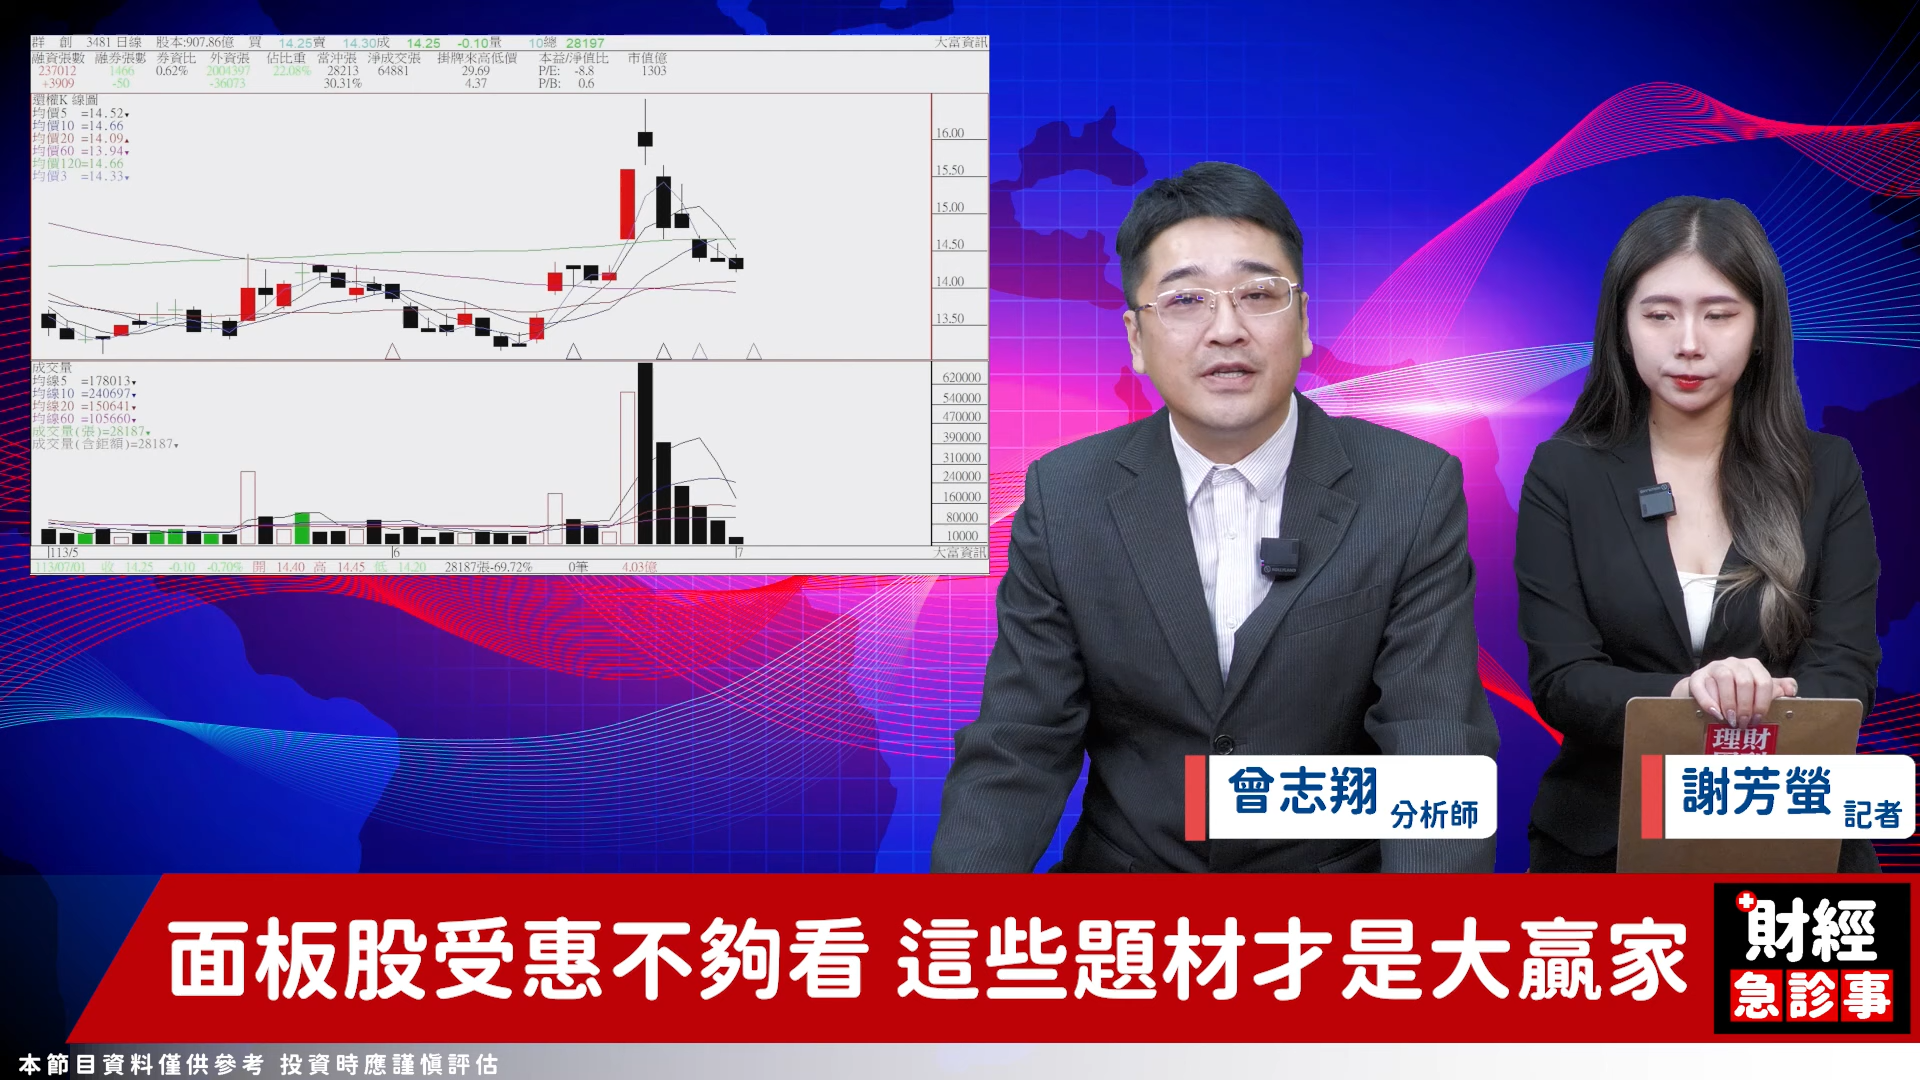 群 創 3481 日線 股本:907.86億 買 14.25賣 14.30成 14.25 -0.10量 10總 28197 大富資訊
融資張數 融券張數 券資比 外資張 佔比重 當沖張 淨成交張 掛牌來高低價 本益/淨值比 市值億
237012 1466 0.62% 2004397 22.08% 28213 64881 29.69 P/E: -8.8 1303
+3909 -50 -36073 30.31% 4.37 P/B: 0.6
還權K 線圖
均價5 =14.52▾
均價10 =14.66
均價20 =14.09▴
均價60 =13.94▾
均價120=14.66
均價3 =14.33▾
16.00
15.50
15.00
14.50
14.00
13.50
成交量
均線5 =178013▾
均線10 =240697▾
均線20 =150641▾
均線60 =105660▾
成交量(張)=28187▾
成交量(含鉅額)=28187▾
620000
540000
470000
390000
310000
240000
160000
80000
10000
113/5 6 7 大富資訊
113/07/01 收 14.25 -0.10 -0.70% 開 14.40 高 14.45 低 14.20 28187張-69.72% 0筆 4.03億
理財
曾志翔 分析師
謝芳螢 記者
面板股受惠不夠看 這些題材才是大贏家
財經
急診事
本節目資料僅供參考 投資時應謹慎評估